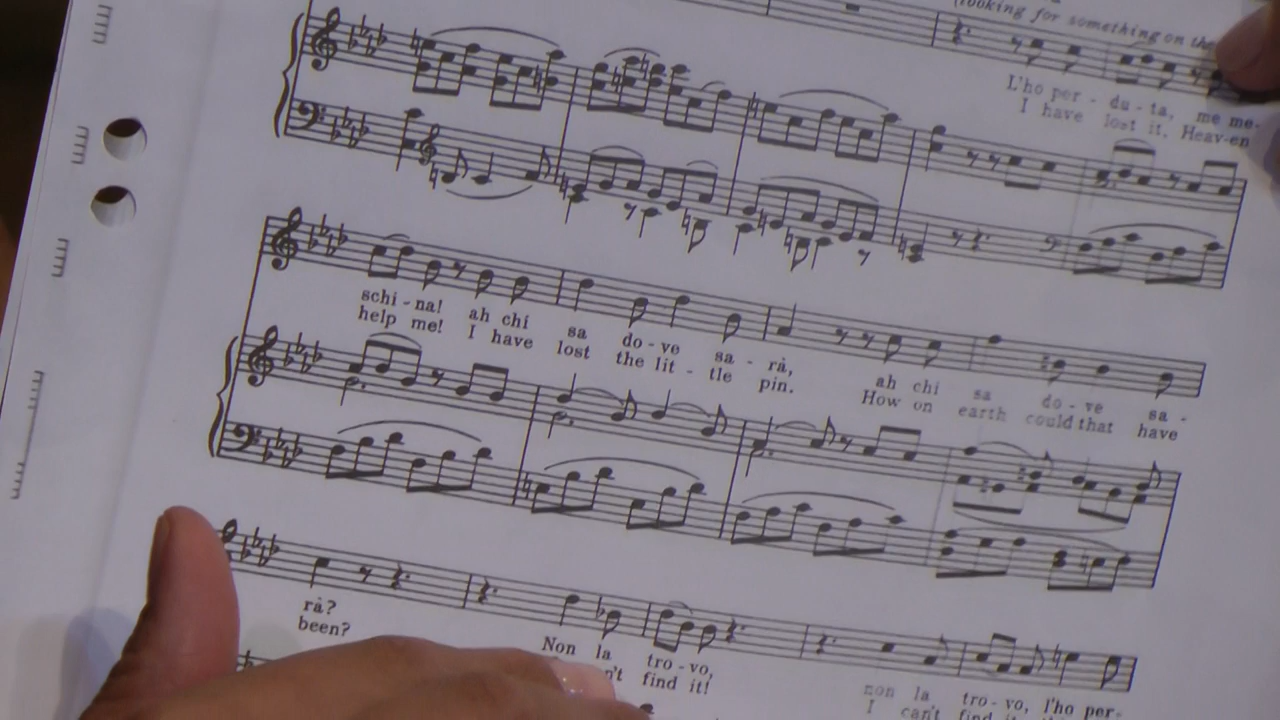 (looking for something on the
L'ho per - du - ta, me me-
I have lost it. Heav-en
schi - na! ah chi sa do - ve sa - rà, ah chi sa do - ve sa -
help me! I have lost the lit - tle pin. How on earth could that have
rà? Non la tro - vo, non la tro - vo, l'ho per-
been? find it! I can't find